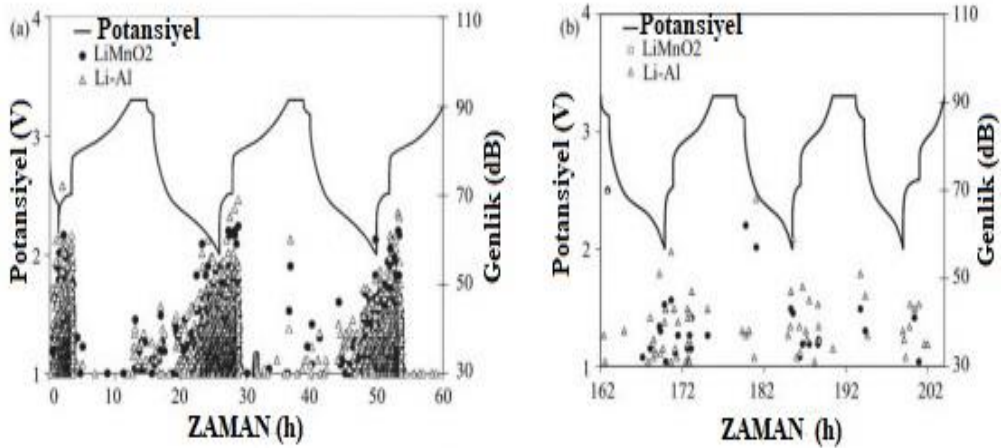 (a)
Potansiyel
LiMnO2
Li-Al
4
3
2
1
Potansiyel (V)
110
90
70
50
30
Genlik (dB)
0 10 20 30 40 50 60
ZAMAN (h)
(b)
Potansiyel
LiMnO2
Li-Al
4
3
2
1
Potansiyel (V)
110
90
70
50
30
Genlik (dB)
162 172 182 192 202
ZAMAN (h)